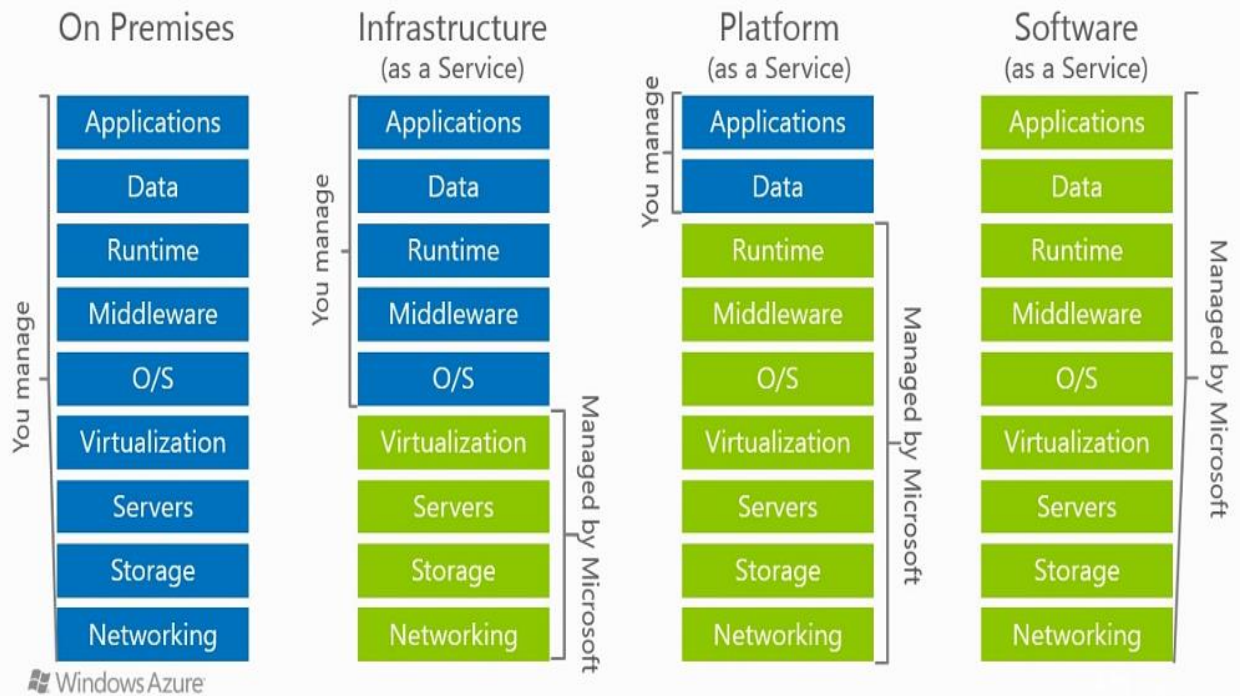 On Premises
Infrastructure
(as a Service)
Platform
(as a Service)
Software
(as a Service)
You manage
Applications
Data
Runtime
Middleware
O/S
Virtualization
Servers
Storage
Networking
You manage
Applications
Data
Runtime
Middleware
O/S
Virtualization
Servers
Storage
Networking
Managed by Microsoft
You manage
Applications
Data
Runtime
Middleware
O/S
Virtualization
Servers
Storage
Networking
Managed by Microsoft
Applications
Data
Runtime
Middleware
O/S
Virtualization
Servers
Storage
Networking
Managed by Microsoft
Windows Azure